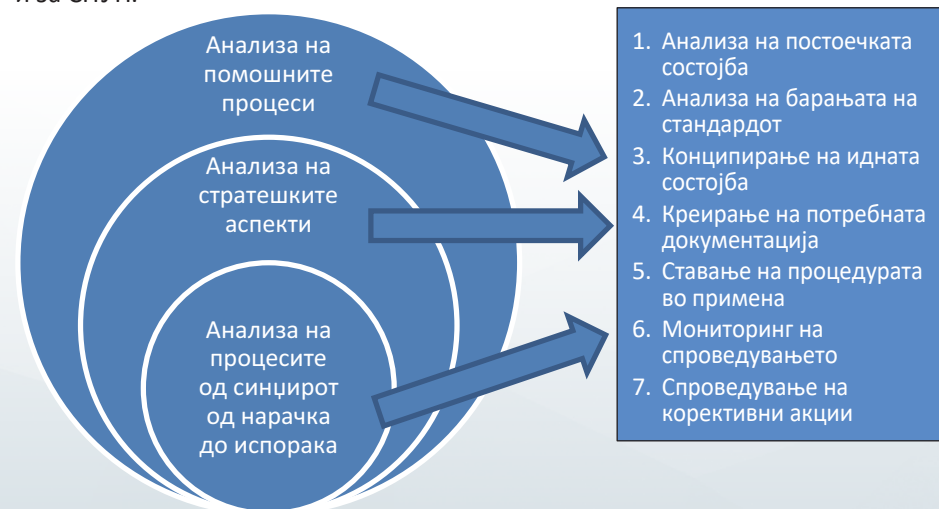 Анализа на
помошните
процеси
Анализа на
стратешките
аспекти
Анализа на
процесите
од синџирот
од нарачка
до испорака
1. Анализа на постоечката
состојба
2. Анализа на барањата на
стандардот
3. Конципирање на идната
состојба
4. Креирање на потребната
документација
5. Ставање на процедурата
во примена
6. Мониторинг на
спроведувањето
7. Спроведување на
корективни акции